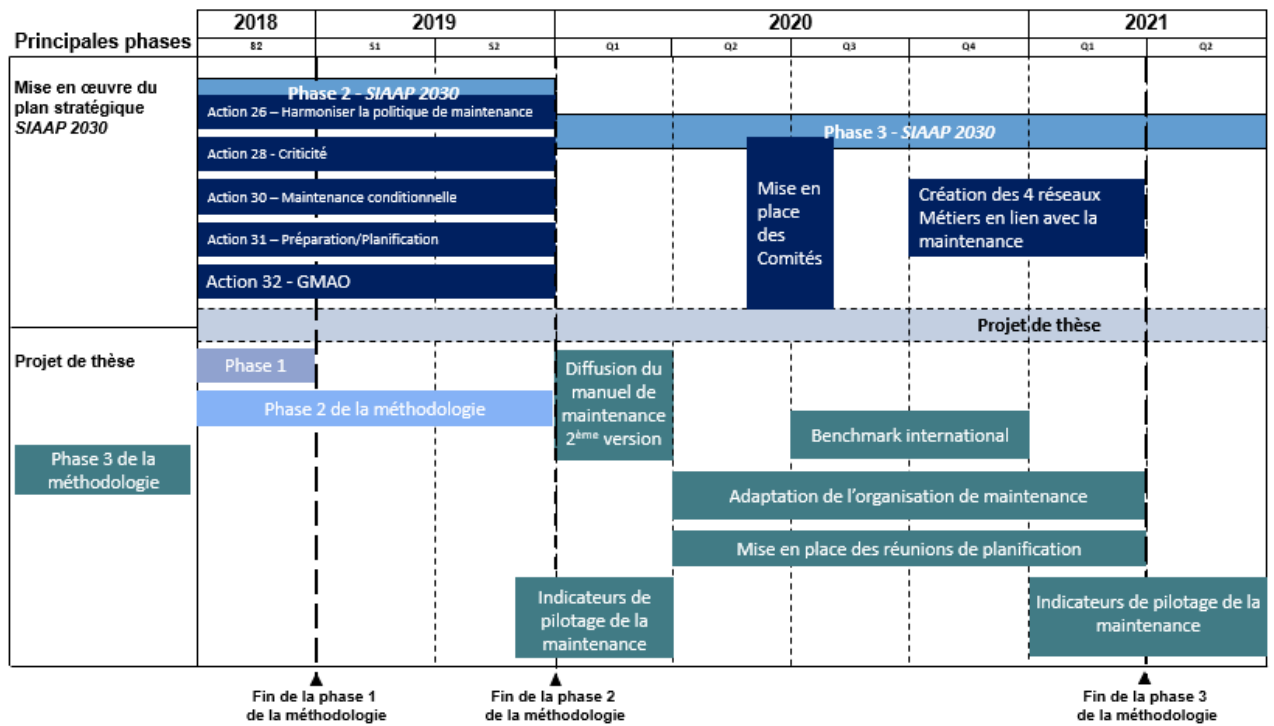 Principales phases
2018
2019
2020
2021
S2
S1
S2
Q1
Q2
Q3
Q4
Q1
Q2
Mise en œuvre du
plan stratégique
SIAAP 2030
Phase 2 - SIAAP 2030
Action 26 – Harmoniser la politique de maintenance
Action 28 - Criticité
Action 30 – Maintenance conditionnelle
Action 31 – Préparation/Planification
Action 32 - GMAO
Phase 3 - SIAAP 2030
Mise en
place
des
Comités
Création des 4 réseaux
Métiers en lien avec la
maintenance
Projet de thèse
Projet de thèse
Phase 1
Phase 2 de la méthodologie
Phase 3 de la
méthodologie
Diffusion du
manuel de
maintenance
2ème version
Benchmark international
Adaptation de l’organisation de maintenance
Mise en place des réunions de planification
Indicateurs de
pilotage de la
maintenance
Indicateurs de pilotage de la
maintenance
Fin de la phase 1
de la méthodologie
Fin de la phase 2
de la méthodologie
Fin de la phase 3
de la méthodologie